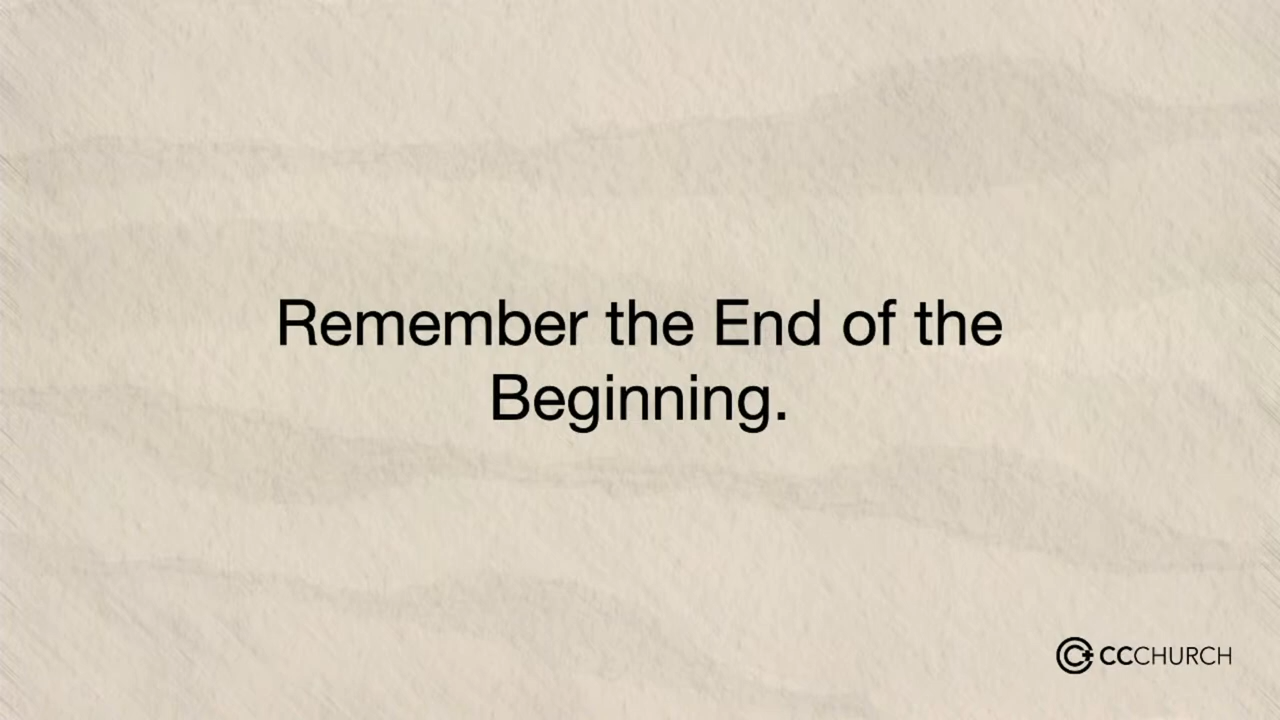 Remember the End of the
Beginning.
CCCHURCH